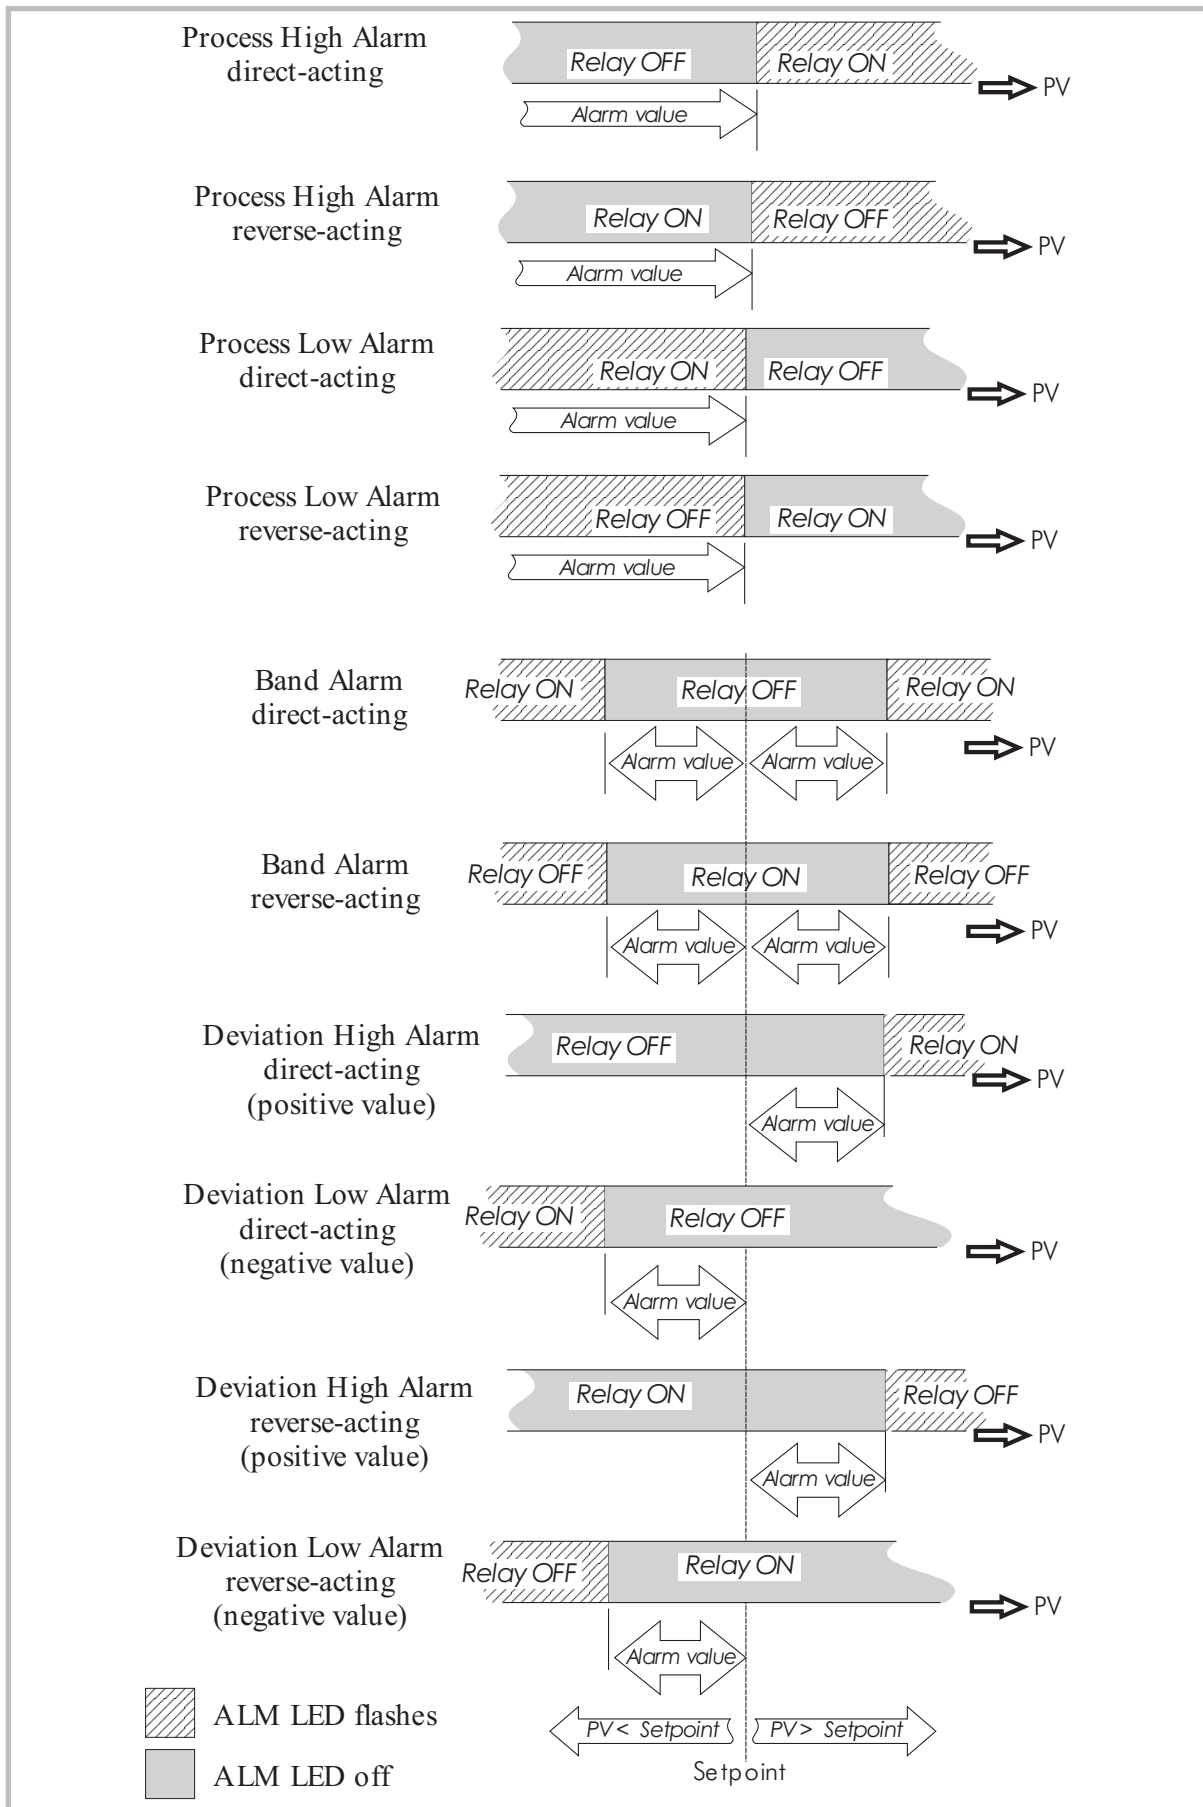 Process High Alarm
direct-acting
Relay OFF
Relay ON
PV
Alarm value
Process High Alarm
reverse-acting
Relay ON
Relay OFF
PV
Alarm value
Process Low Alarm
direct-acting
Relay ON
Relay OFF
PV
Alarm value
Process Low Alarm
reverse-acting
Relay OFF
Relay ON
PV
Alarm value
Band Alarm
direct-acting
Relay ON
Relay OFF
Relay ON
PV
Alarm value
Alarm value
Band Alarm
reverse-acting
Relay OFF
Relay ON
Relay OFF
PV
Alarm value
Alarm value
Deviation High Alarm
direct-acting
(positive value)
Relay OFF
Relay ON
PV
Alarm value
Deviation Low Alarm
direct-acting
(negative value)
Relay ON
Relay OFF
PV
Alarm value
Deviation High Alarm
reverse-acting
(positive value)
Relay ON
Relay OFF
PV
Alarm value
Deviation Low Alarm
reverse-acting
(negative value)
Relay OFF
Relay ON
PV
Alarm value
ALM LED flashes
ALM LED off
PV < Setpoint
PV > Setpoint
Setpoint